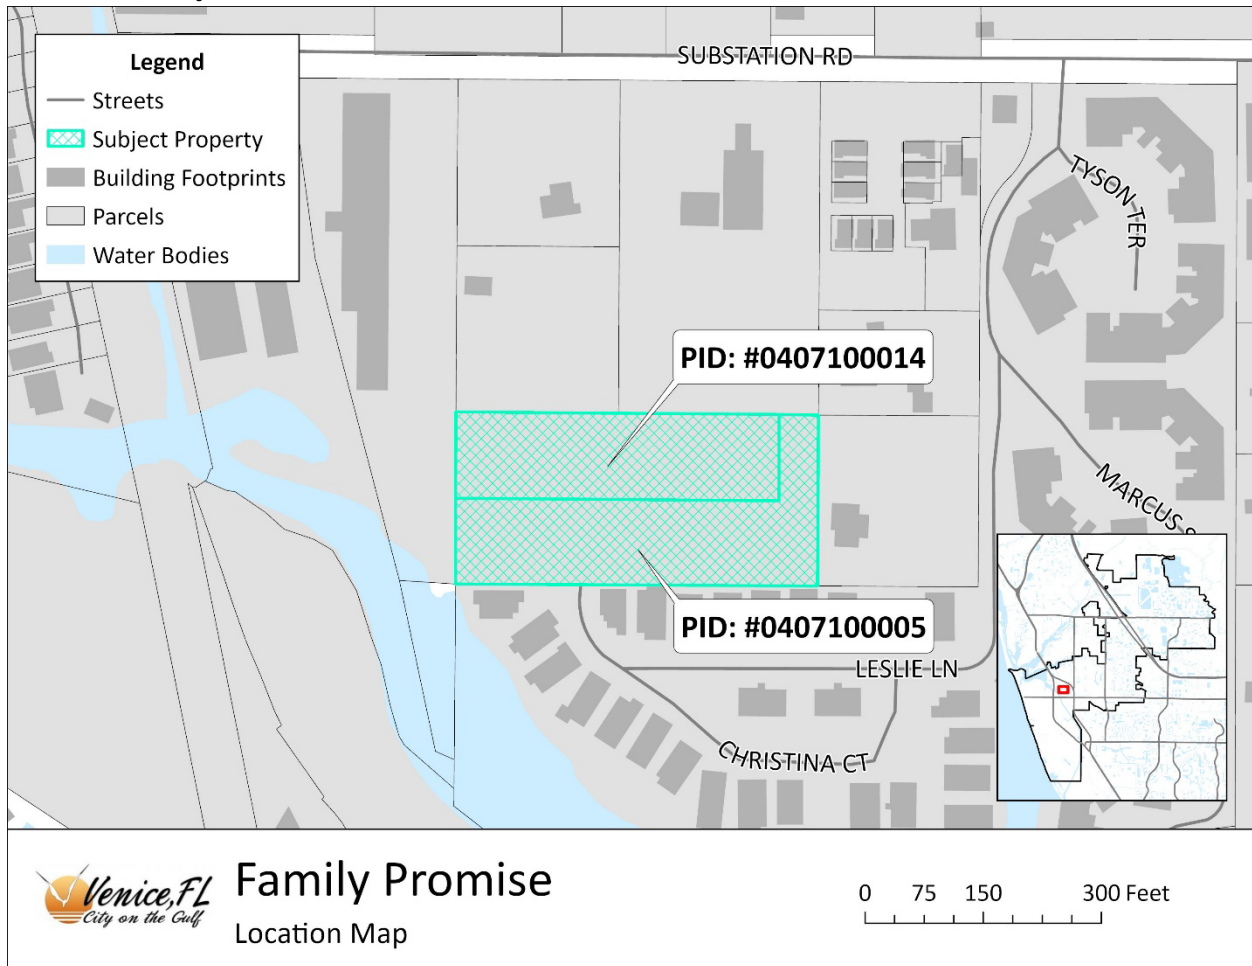 SUBSTATION RD
Legend
Streets
Subject Property
Building Footprints
Parcels
Water Bodies
TYSON TER
PID: #0407100014
MARCUS
PID: #0407100005
LESLIE LN
CHRISTINA CT
Venice, FL
City on the Gulf
Family Promise
Location Map
0 75 150 300 Feet